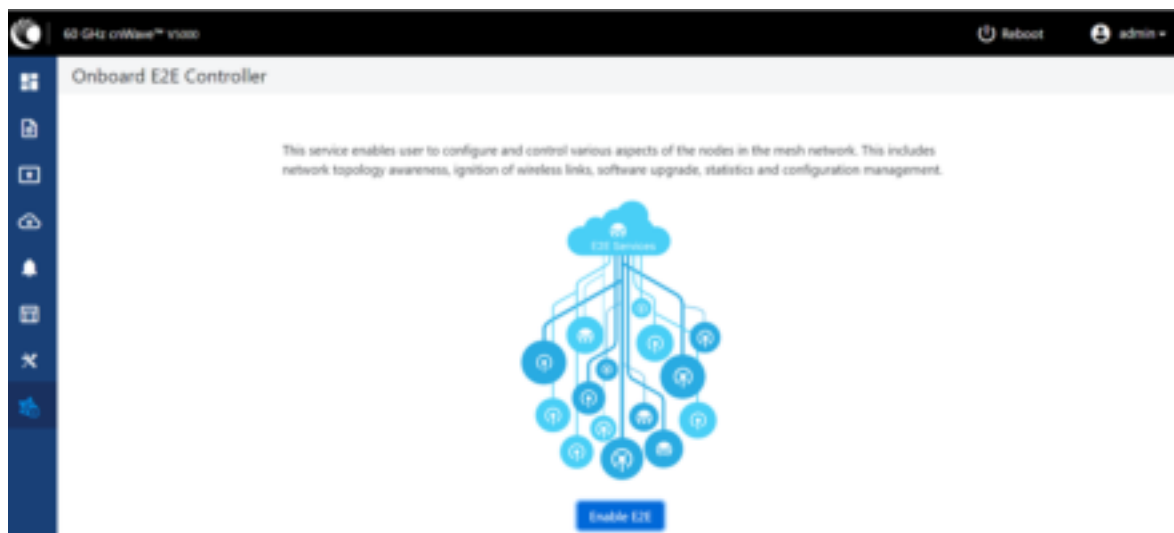 60 GHz cnWave™ V5000
Reboot
admin
Onboard E2E Controller
This service enables user to configure and control various aspects of the nodes in the mesh network. This includes
network topology awareness, ignition of wireless links, software upgrade, statistics and configuration management.
E2E Services
Enable E2E